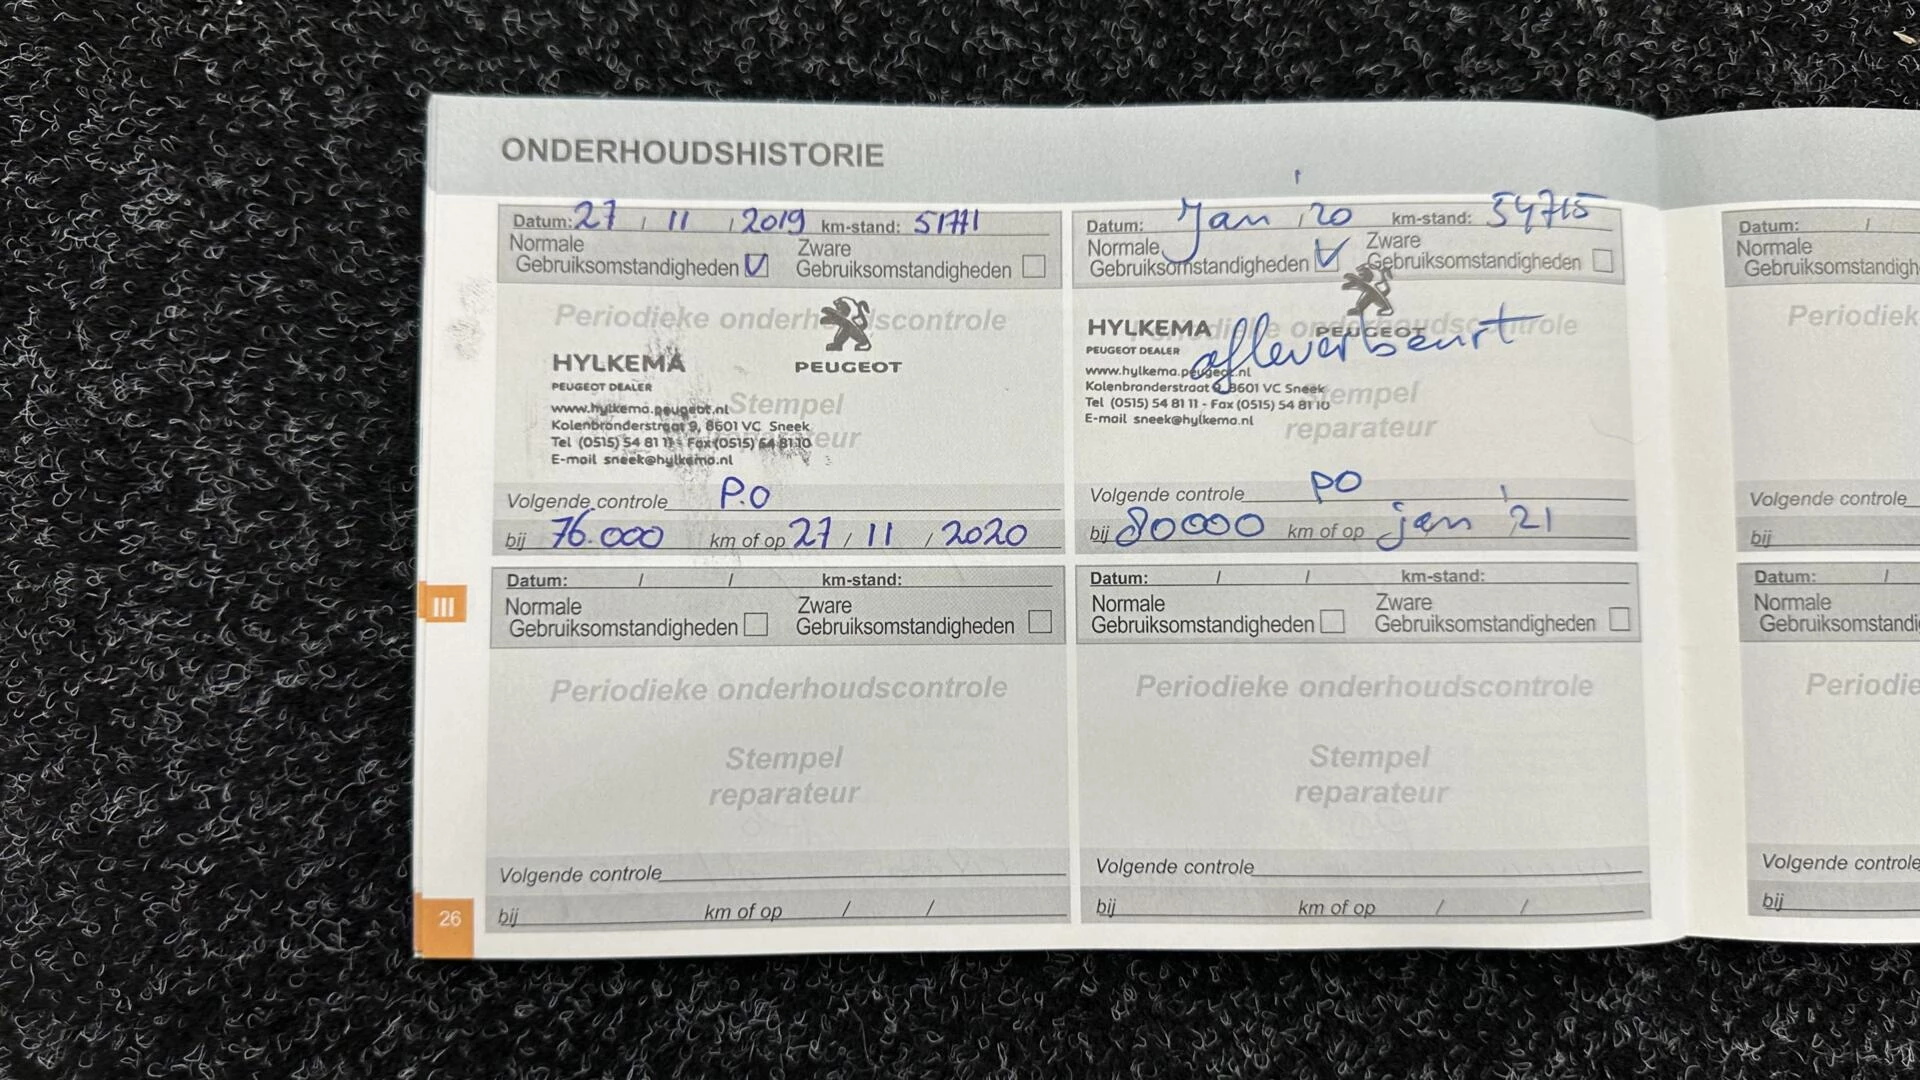 ONDERHOUDSHISTORIE
Datum: 27 / 11 / 2019 km-stand: 51771
Normale
Gebruiksomstandigheden
Zware
Gebruiksomstandigheden
Periodieke onderhoudscontrole
PEUGEOT
HYLKEMA
PEUGEOT DEALER
www.hylkema.peugeot.nl
Stempel
Kolenbranderstraat 9, 8601 VC Sneek
reparateur
Tel (0515) 54 81 11 - Fax (0515) 54 81 10
E-mail sneek@hylkema.nl
Volgende controle P.O
bij 76.000 km of op 27 / 11 / 2020
Datum: Jan '20 km-stand: 54715
Normale
Gebruiksomstandigheden
Zware
Gebruiksomstandigheden
Periodieke onderhoudscontrole
PEUGEOT
HYLKEMA
afleverbeurt
PEUGEOT DEALER
www.hylkema.peugeot.nl
Kolenbranderstraat 9, 8601 VC Sneek
Stempel
Tel (0515) 54 81 11 - Fax (0515) 54 81 10
E-mail sneek@hylkema.nl
reparateur
Volgende controle PO
bij 80000 km of op jan '21
Datum: / / km-stand:
Normale
Gebruiksomstandigheden
Zware
Gebruiksomstandigheden
Periodieke onderhoudscontrole
Stempel
reparateur
Volgende controle
bij km of op / /
Datum: / / km-stand:
Normale
Gebruiksomstandigheden
Zware
Gebruiksomstandigheden
Periodieke onderhoudscontrole
Stempel
reparateur
Volgende controle
bij km of op / /
III
26
Datum: /
Normale
Gebruiksomstandigh
Periodiek
Volgende controle
bij
Datum: /
Normale
Gebruiksomstandi
Periodie
Volgende controle
bij